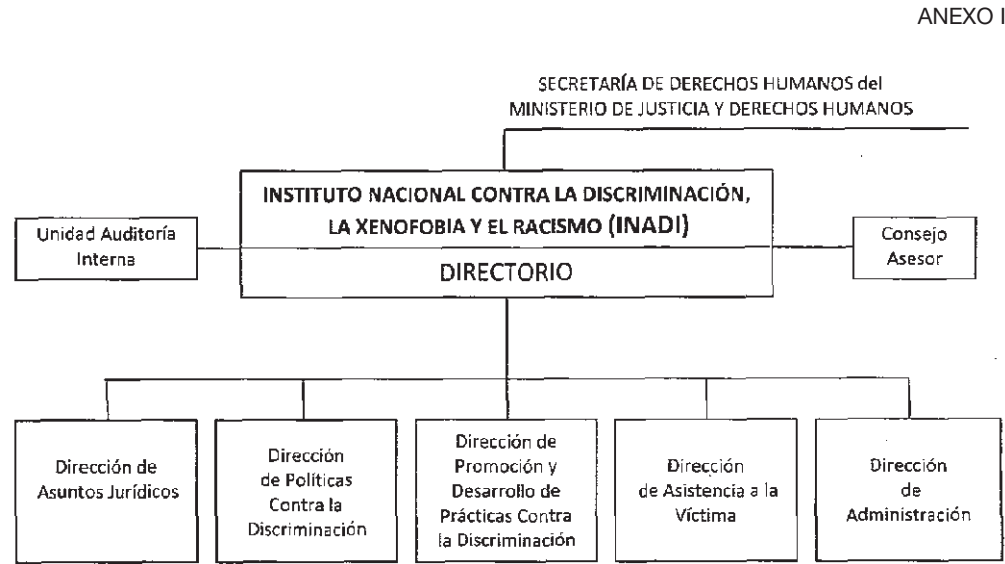 ANEXO I
SECRETARÍA DE DERECHOS HUMANOS del
MINISTERIO DE JUSTICIA Y DERECHOS HUMANOS
INSTITUTO NACIONAL CONTRA LA DISCRIMINACIÓN,
LA XENOFOBIA Y EL RACISMO (INADI)
DIRECTORIO
Unidad Auditoría
Interna
Consejo
Asesor
Dirección de
Asuntos Jurídicos
Dirección
de Políticas
Contra la
Discriminación
Dirección de
Promoción y
Desarrollo de
Prácticas Contra
la Discriminación
Dirección
de Asistencia a la
Víctima
Dirección
de
Administración